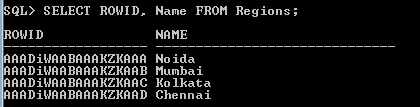 SQL> SELECT ROWID, Name FROM Regions;
ROWID NAME
------------------ ------------------------------
AAADiWAABAAAKZKAAA Noida
AAADiWAABAAAKZKAAB Mumbai
AAADiWAABAAAKZKAAC Kolkata
AAADiWAABAAAKZKAAD Chennai